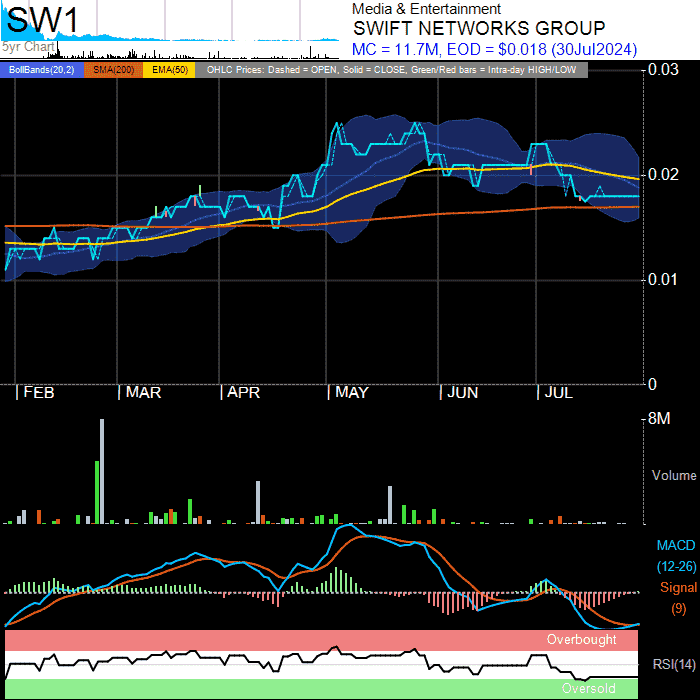 SW1
5yr Chart
Media & Entertainment
SWIFT NETWORKS GROUP
MC = 11.7M, EOD = $0.018 (30Jul2024)
BollBands(20,2) SMA(200) EMA(50) OHLC Prices: Dashed = OPEN, Solid = CLOSE, Green/Red bars = Intra-day HIGH/LOW
0.03
0.02
0.01
0
FEB MAR APR MAY JUN JUL
8M
Volume
MACD
(12-26)
Signal
(9)
Overbought
RSI(14)
Oversold